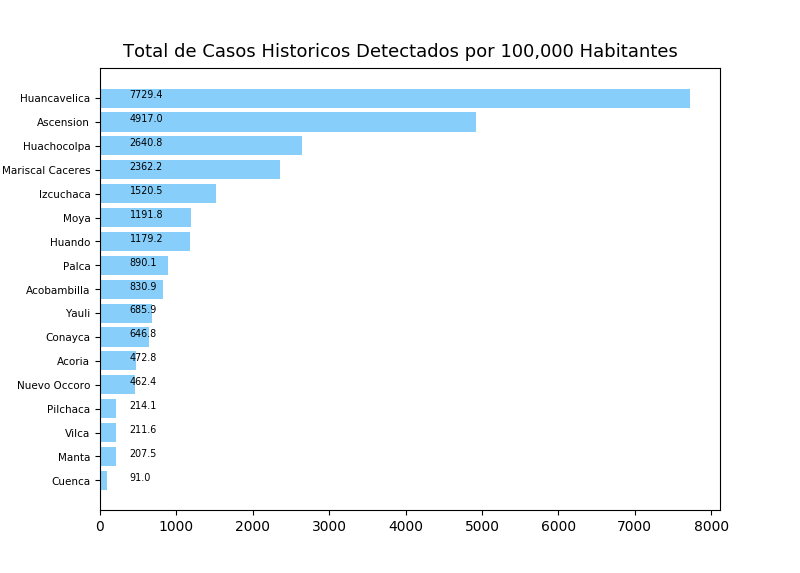 Total de Casos Historicos Detectados por 100,000 Habitantes
Huancavelica 7729.4
Ascension 4917.0
Huachocolpa 2640.8
Mariscal Caceres 2362.2
Izcuchaca 1520.5
Moya 1191.8
Huando 1179.2
Palca 890.1
Acobambilla 830.9
Yauli 685.9
Conayca 646.8
Acoria 472.8
Nuevo Occoro 462.4
Pilchaca 214.1
Vilca 211.6
Manta 207.5
Cuenca 91.0
0 1000 2000 3000 4000 5000 6000 7000 8000